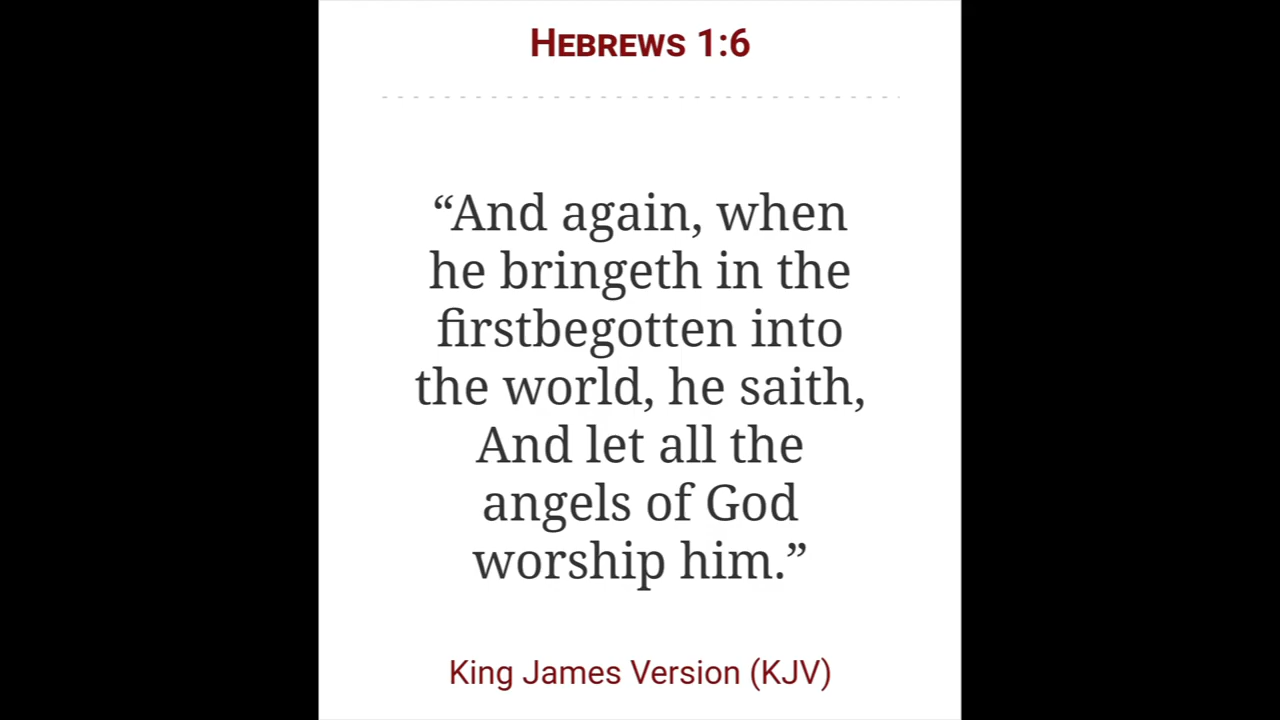 HEBREWS 1:6
“And again, when
he bringeth in the
firstbegotten into
the world, he saith,
And let all the
angels of God
worship him.”
King James Version (KJV)